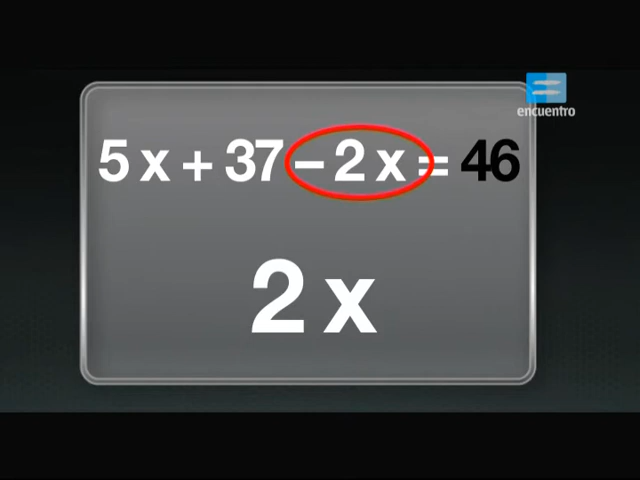 encuentro
5 x + 37 – 2 x = 46
2 x